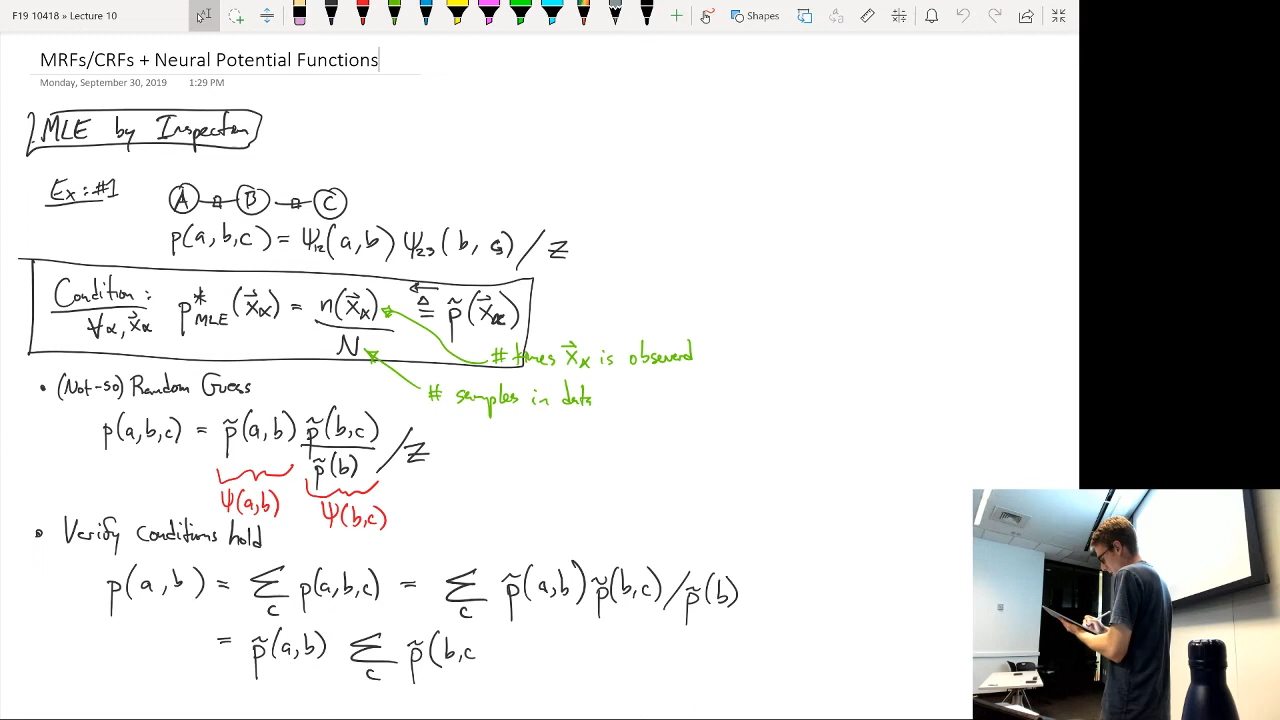 F19 10418 › Lecture 10
Shapes
MRFs/CRFs + Neural Potential Functions
Monday, September 30, 2019 1:29 PM
1. MLE by Inspection
Ex: #1 A B C
p(a,b,c) = ψ₁₂(a,b) ψ₂₃(b,c) / Z
Condition: ∀α, x⃗α p*MLE(x⃗α) = n(x⃗α) / N ≜ p̃(x⃗α)
# times x⃗α is observed
# samples in data
• (Not-so) Random Guess
p(a,b,c) = p̃(a,b) p̃(b,c) / p̃(b) / Z
ψ(a,b) ψ(b,c)
• Verify conditions hold
p(a,b) = Σc p(a,b,c) = Σc p̃(a,b) p̃(b,c) / p̃(b)
= p̃(a,b) Σc p̃(b,c